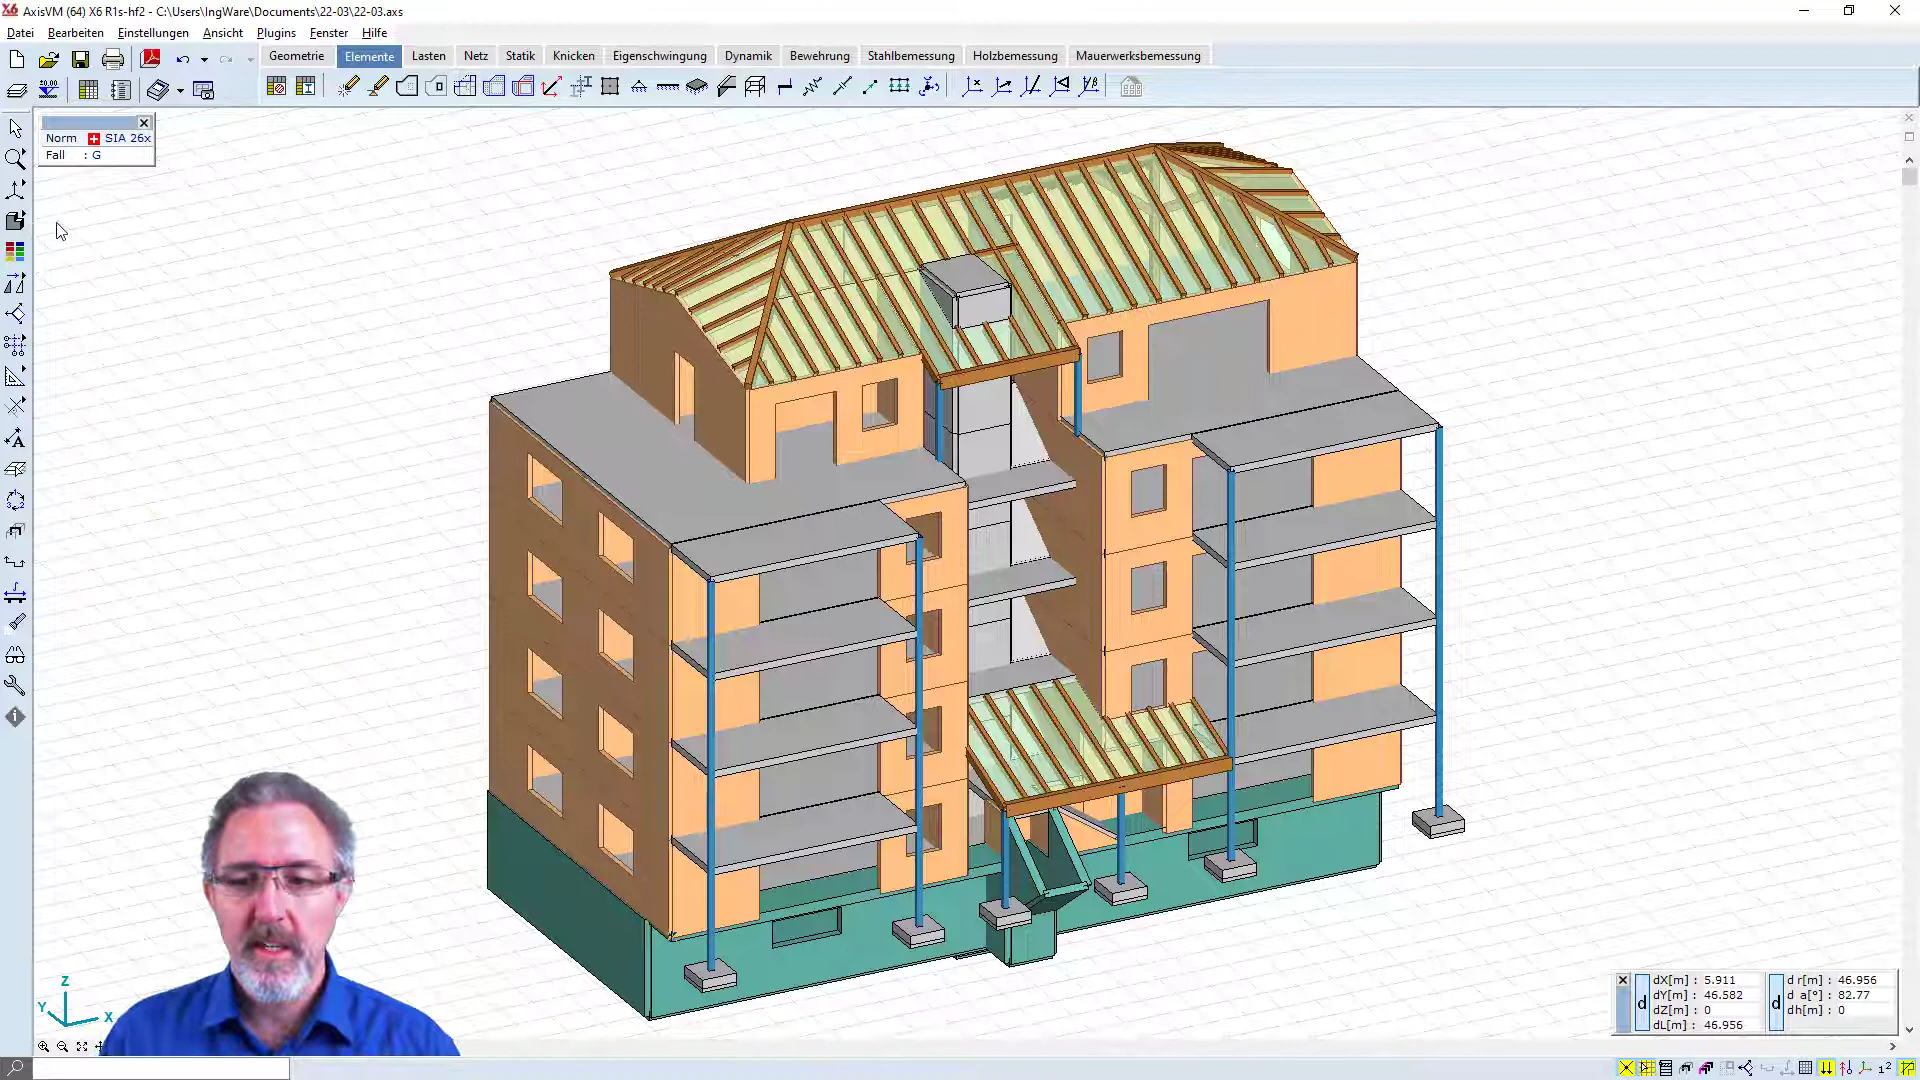 AxisVM (64) X6 R1s-hf2 - C:\Users\IngWare\Documents\22-03\22-03.axs
Datei Bearbeiten Einstellungen Ansicht Plugins Fenster Hilfe
Geometrie Elemente Lasten Netz Statik Knicken Eigenschwingung Dynamik Bewehrung Stahlbemessung Holzbemessung Mauerwerksbemessung
Norm SIA 26x
Fall : G
Z
Y
X
dX[m] : 5.911
dY[m] : 46.582
dZ[m] : 0
dL[m] : 46.956
d r[m] : 46.956
d a[°] : 82.77
dh[m] : 0